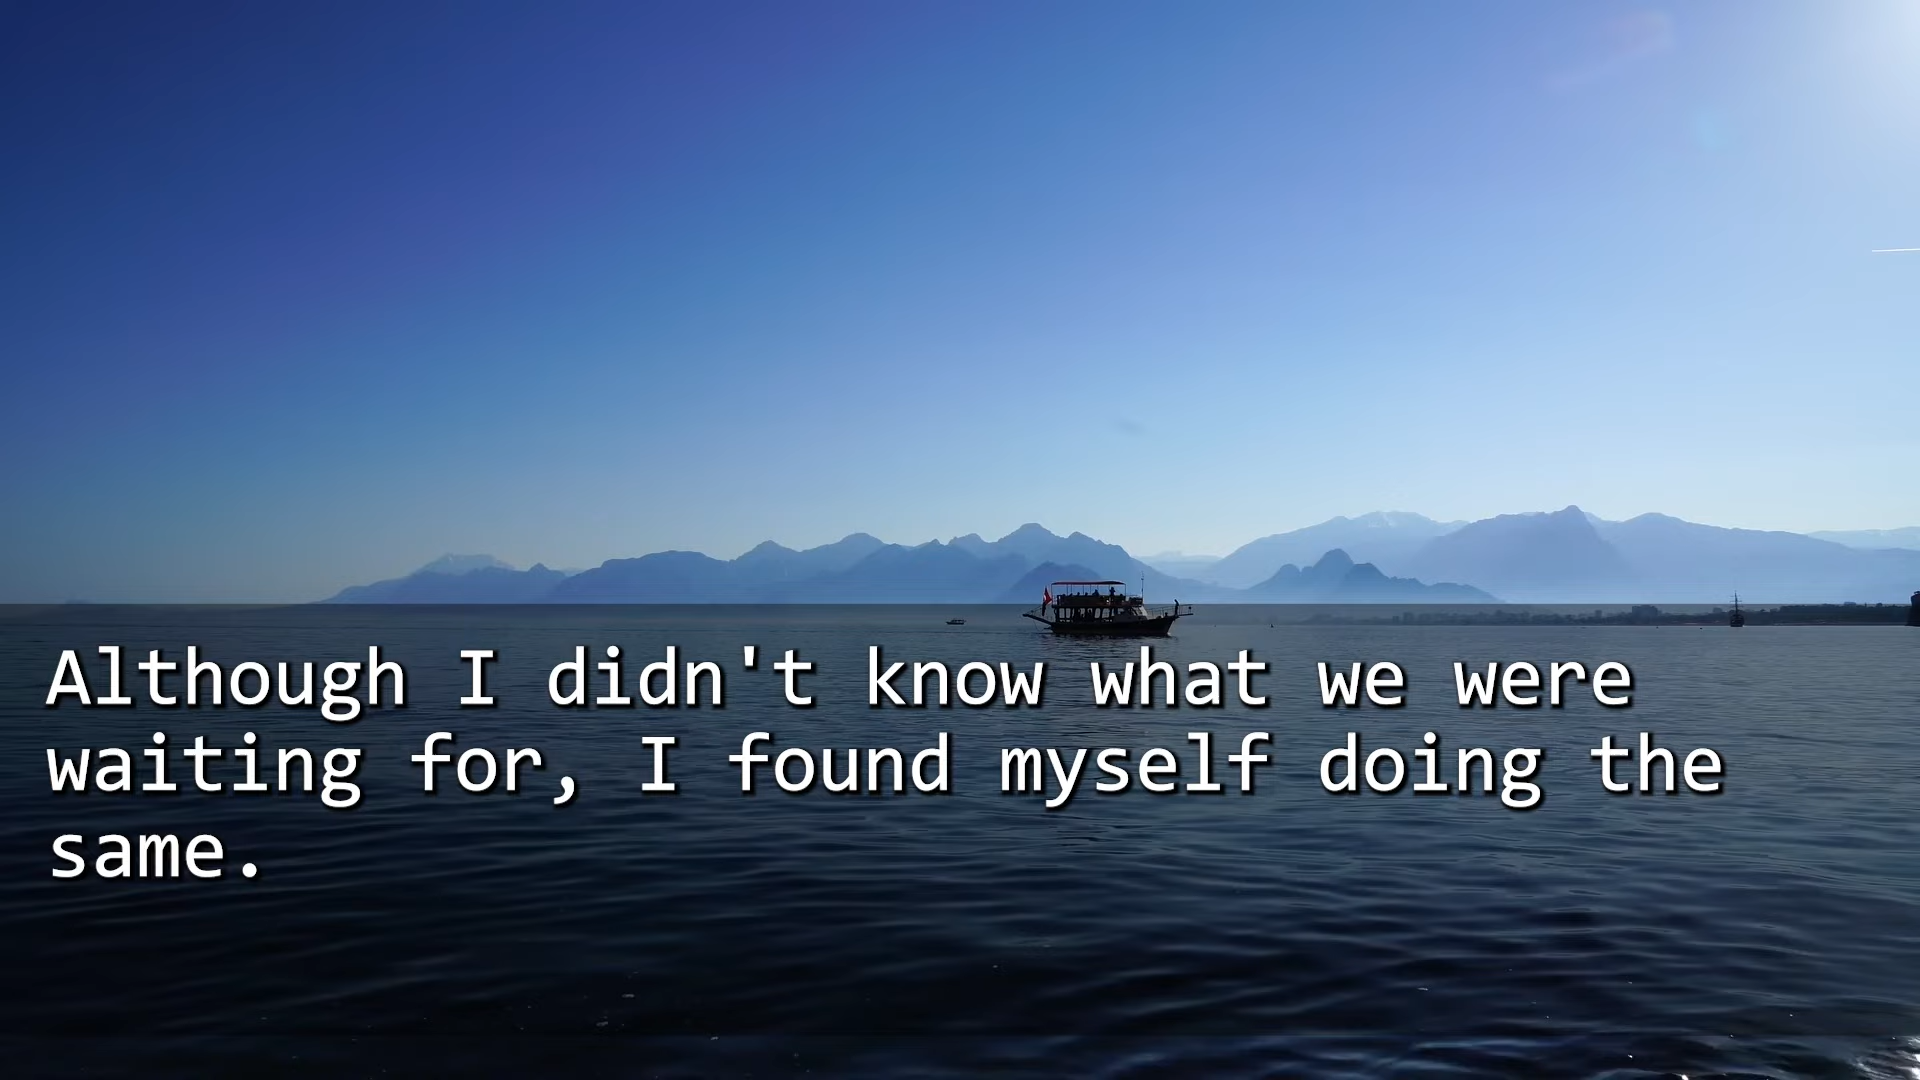 Although I didn't know what we were
waiting for, I found myself doing the
same.